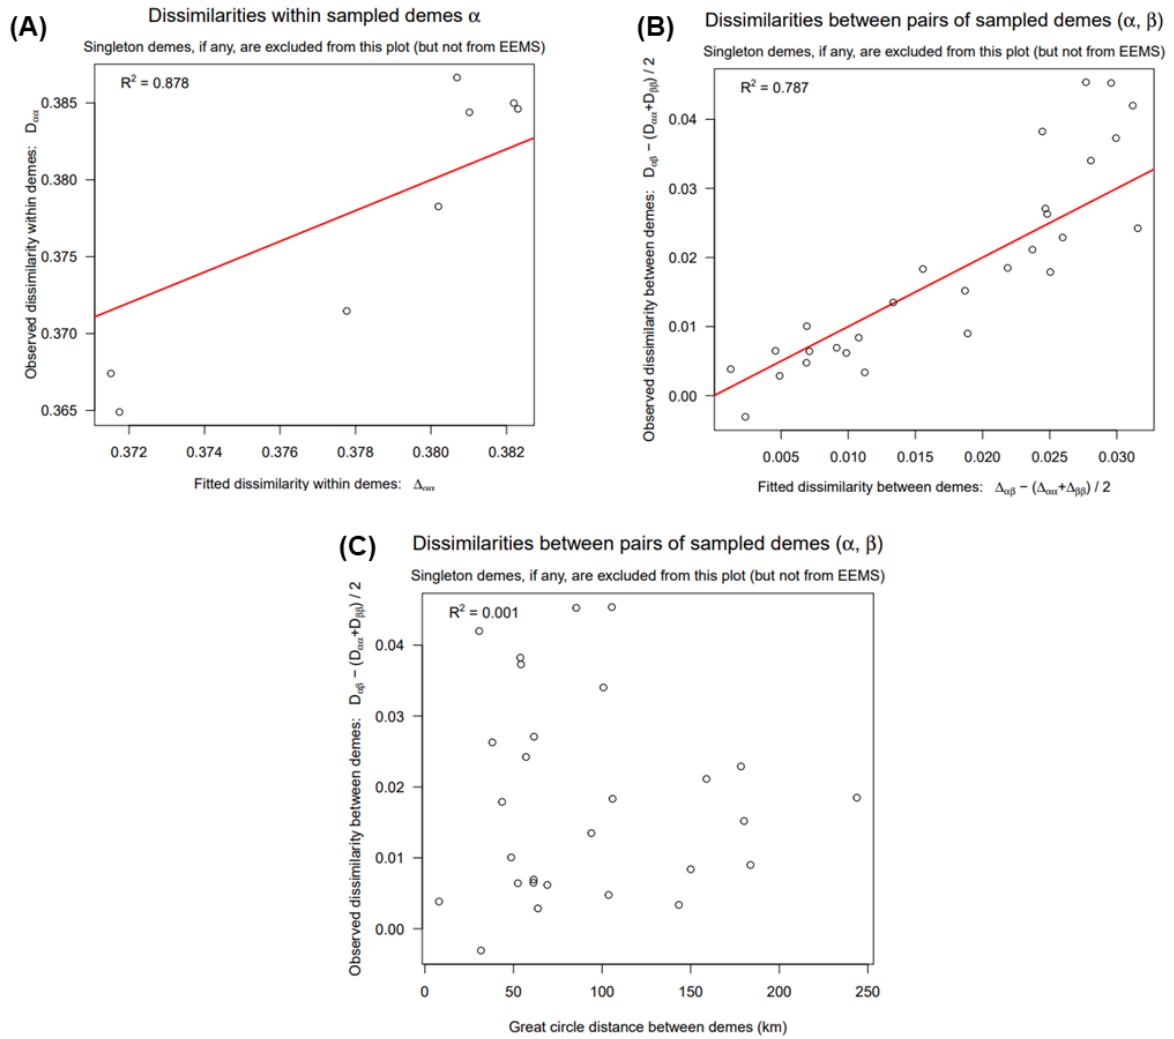 (A)
Dissimilarities within sampled demes α
Singleton demes, if any, are excluded from this plot (but not from EEMS)
R² = 0.878
Observed dissimilarity within demes: Dαα
0.385
0.380
0.375
0.370
0.365
0.372
0.374
0.376
0.378
0.380
0.382
Fitted dissimilarity within demes: Δαα
(B)
Dissimilarities between pairs of sampled demes (α, β)
Singleton demes, if any, are excluded from this plot (but not from EEMS)
R² = 0.787
Observed dissimilarity between demes: Dαβ − (Dαα+Dββ) / 2
0.04
0.03
0.02
0.01
0.00
0.005
0.010
0.015
0.020
0.025
0.030
Fitted dissimilarity between demes: Δαβ − (Δαα+Δββ) / 2
(C)
Dissimilarities between pairs of sampled demes (α, β)
Singleton demes, if any, are excluded from this plot (but not from EEMS)
R² = 0.001
Observed dissimilarity between demes: Dαβ − (Dαα+Dββ) / 2
0.04
0.03
0.02
0.01
0.00
0
50
100
150
200
250
Great circle distance between demes (km)